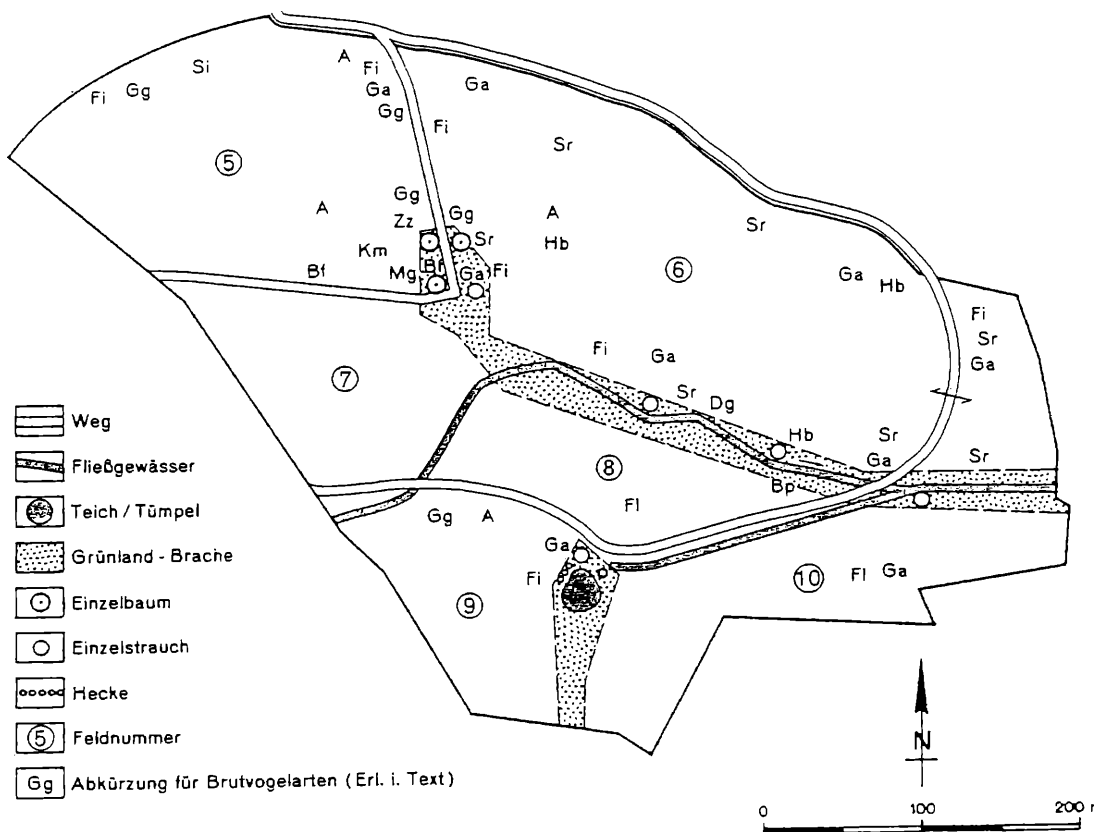 A
Si
Fi
Ga
Gg
Fi
Gg
Ga
Fi
Sr
⑤
Gg
A
Zz
Gg
A
Sr
Km
Sr
Hb
⑥
Bf
Mg
Bf
Ga
Fi
Ga
Hb
Fi
Sr
Ga
Fi
Ga
⑦
Sr
Dg
Hb
Sr
Ga
Sr
⑧
Bp
Fl
Gg
A
Ga
Fi
⑨
⑩
Fl
Ga
Weg
Fließgewässer
Teich / Tümpel
Grünland - Brache
Einzelbaum
Einzelstrauch
Hecke
⑤ Feldnummer
Gg Abkürzung für Brutvogelarten (Erl. i. Text)
N
0 100 200